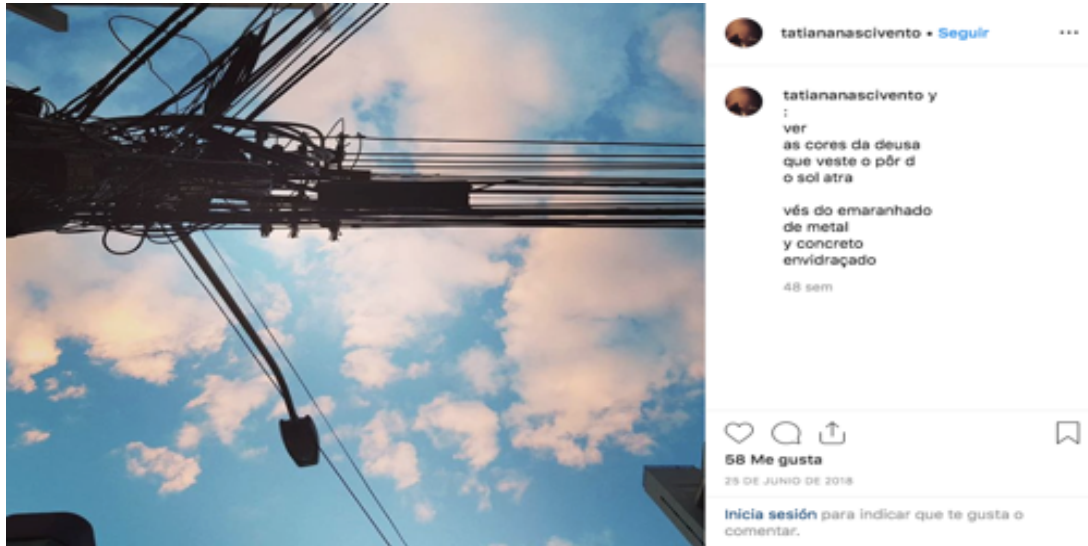 tatiananascivento • Seguir
tatiananascivento y
:
ver
as cores da deusa
que veste o pôr d
o sol atra
vés do emaranhado
de metal
y concreto
envidraçado
48 sem
58 Me gusta
25 DE JUNIO DE 2018
Inicia sesión para indicar que te gusta o
comentar.